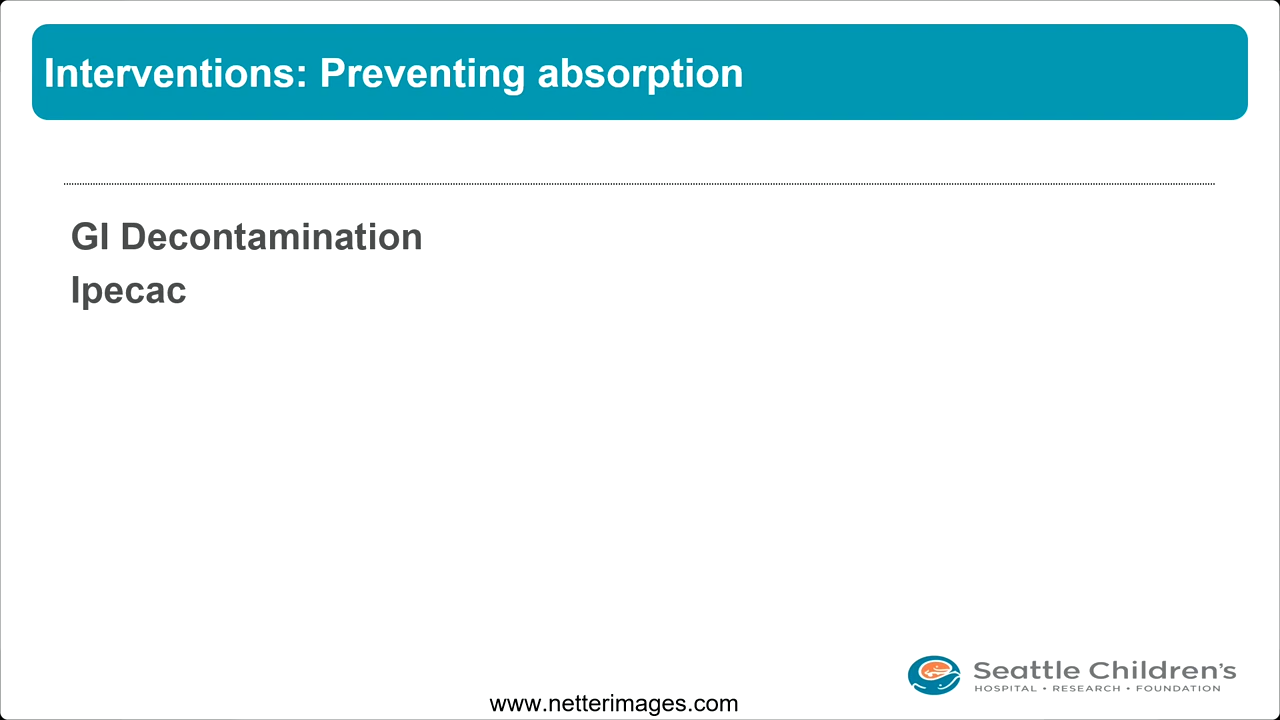 Interventions: Preventing absorption
GI Decontamination
Ipecac
Seattle Children's
HOSPITAL • RESEARCH • FOUNDATION
www.netterimages.com